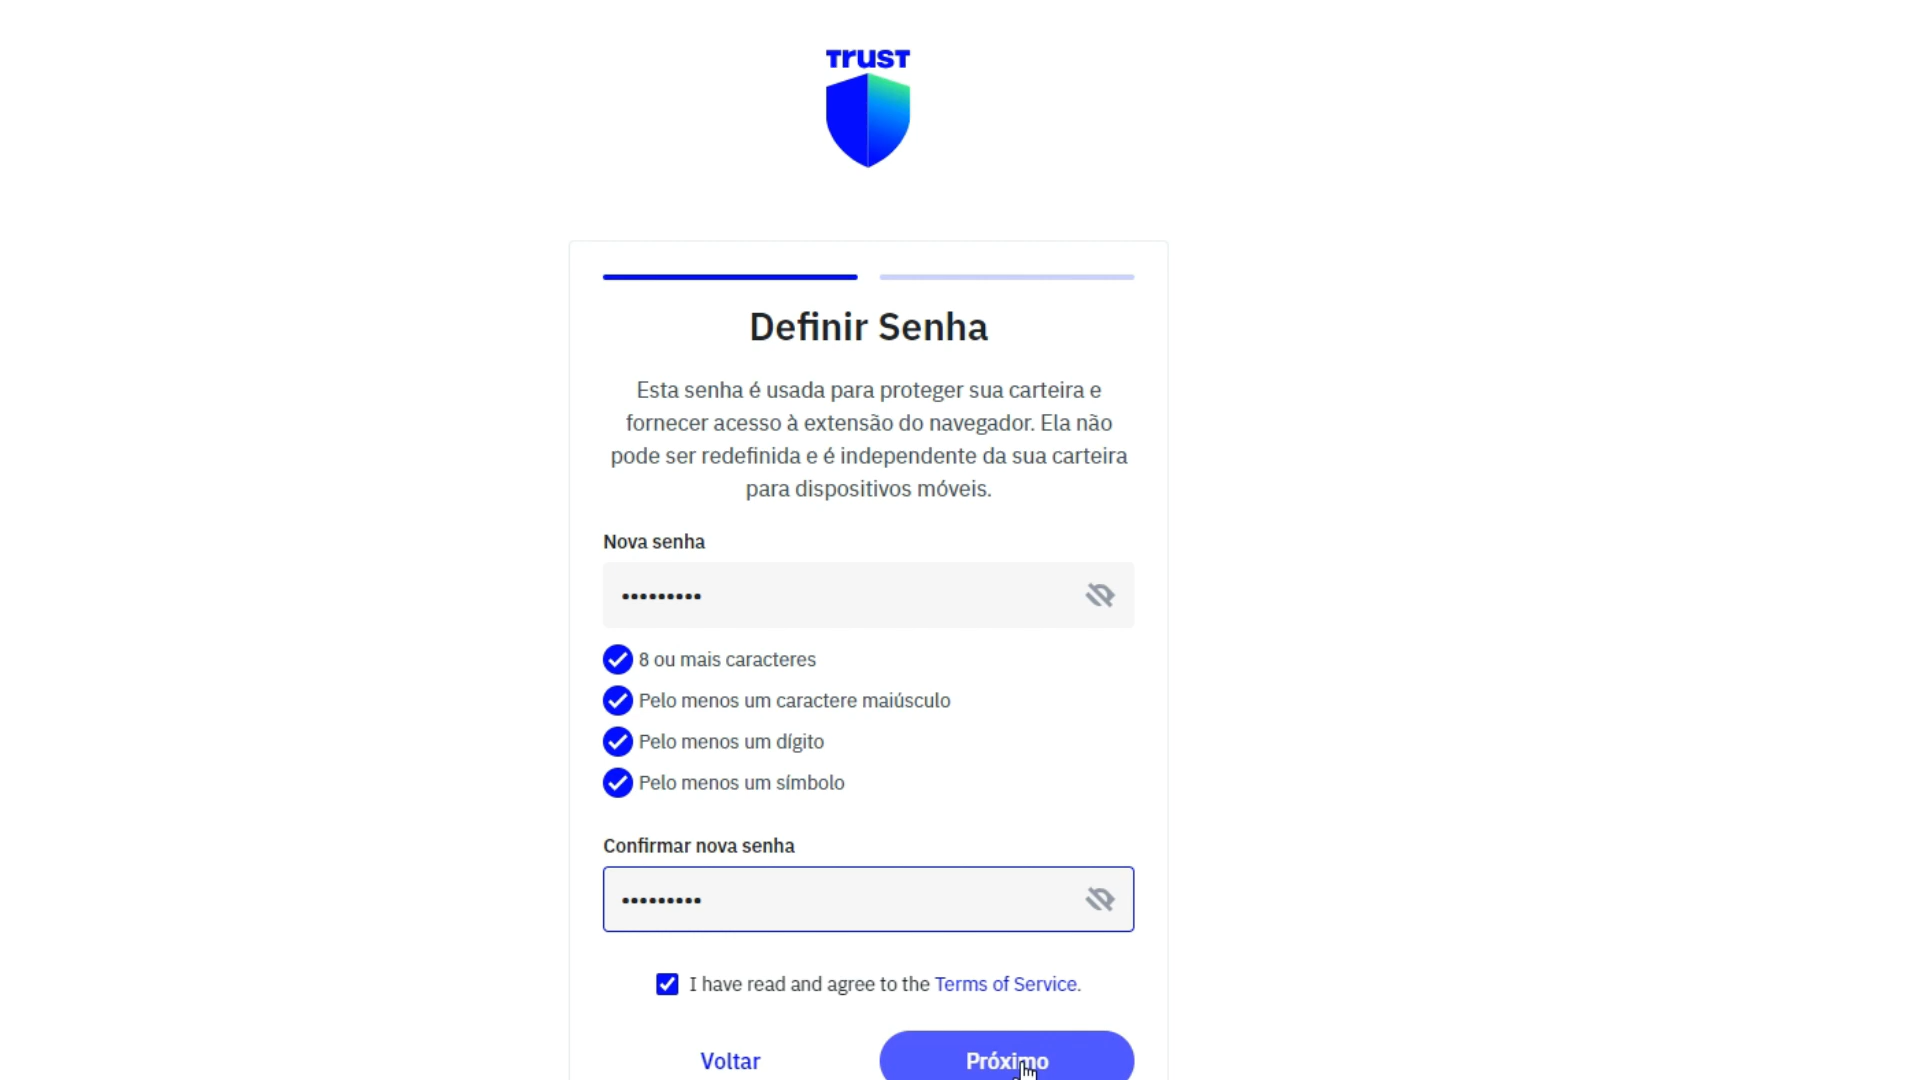 TRUST
Definir Senha
Esta senha é usada para proteger sua carteira e
fornecer acesso à extensão do navegador. Ela não
pode ser redefinida e é independente da sua carteira
para dispositivos móveis.
Nova senha
•••••••••
8 ou mais caracteres
Pelo menos um caractere maiúsculo
Pelo menos um dígito
Pelo menos um símbolo
Confirmar nova senha
•••••••••
I have read and agree to the Terms of Service.
Voltar
Próximo